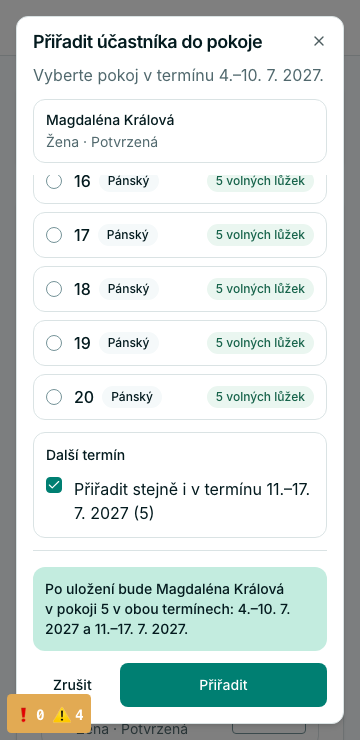 Přiřadit účastníka do pokoje
Vyberte pokoj v termínu 4.–10. 7. 2027.
Magdaléna Králová
Žena · Potvrzená
16 Pánský 5 volných lůžek
17 Pánský 5 volných lůžek
18 Pánský 5 volných lůžek
19 Pánský 5 volných lůžek
20 Pánský 5 volných lůžek
Další termín
Přiřadit stejně i v termínu 11.–17.
7. 2027 (5)
Po uložení bude Magdaléna Králová
v pokoji 5 v obou termínech: 4.–10. 7.
2027 a 11.–17. 7. 2027.
Zrušit Přiřadit
❗ 0 ⚠️ 4
Žena · Potvrzená